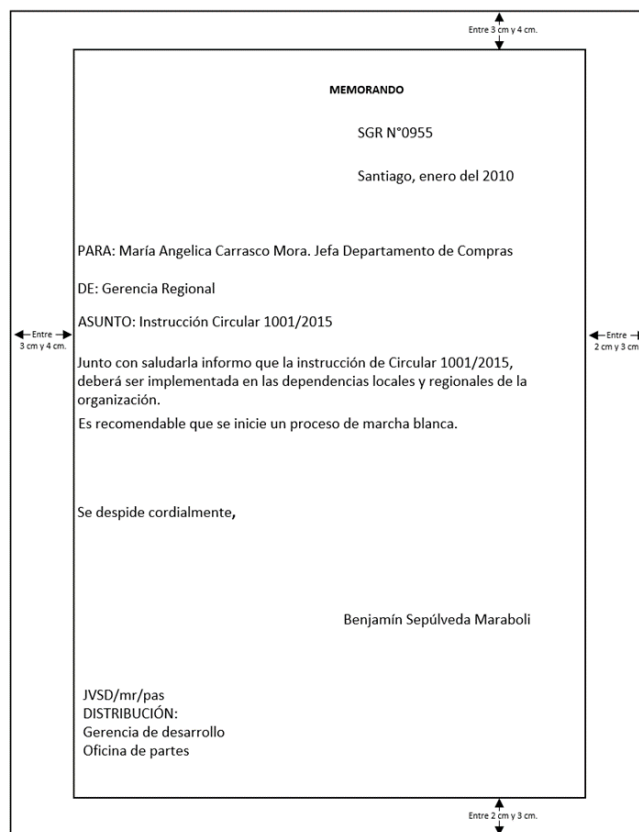 Entre 3 cm y 4 cm.
MEMORANDO
SGR N°0955
Santiago, enero del 2010
PARA: María Angelica Carrasco Mora. Jefa Departamento de Compras
DE: Gerencia Regional
ASUNTO: Instrucción Circular 1001/2015
Entre
3 cm y 4 cm.
Entre
2 cm y 3 cm
Junto con saludarla informo que la instrucción de Circular 1001/2015,
deberá ser implementada en las dependencias locales y regionales de la
organización.
Es recomendable que se inicie un proceso de marcha blanca.
Se despide cordialmente,
Benjamín Sepúlveda Maraboli
JVSD/mr/pas
DISTRIBUCIÓN:
Gerencia de desarrollo
Oficina de partes
Entre 2 cm y 3 cm.